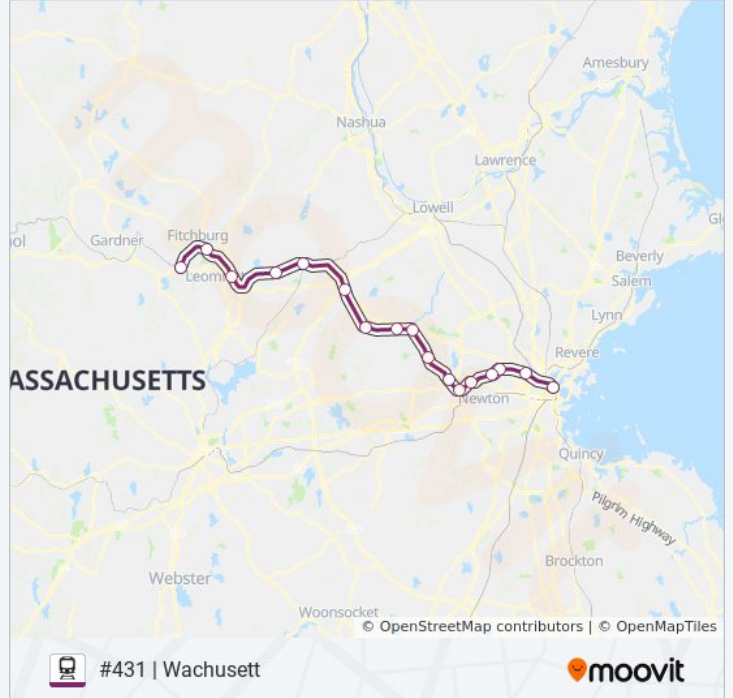 Amesbury
Nashua
Lawrence
Lowell
Gl
Fitchburg
Gardner
ol
Beverly
Leom
Salem
Lynn
Revere
ASSACHUSETTS
Newton
Quincy
Pilgrim Highway
Brockton
Webster
Woonsocket
© OpenStreetMap contributors | © OpenMapTiles
#431 | Wachusett
moovit